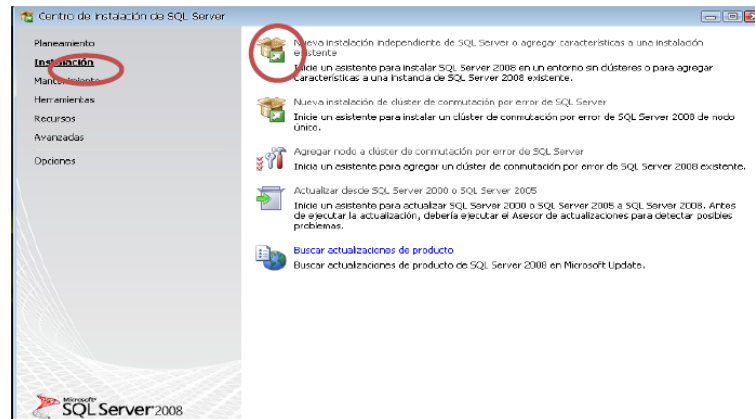 Centro de instalación de SQL Server
Planeamiento
Instalación
Mantenimiento
Herramientas
Recursos
Avanzadas
Opciones
Nueva instalación independiente de SQL Server o agregar características a una instalación
existente
Inicie un asistente para instalar SQL Server 2008 en un entorno sin clústeres o para agregar
características a una instancia de SQL Server 2008 existente.
Nueva instalación de clúster de conmutación por error de SQL Server
Inicie un asistente para instalar un clúster de conmutación por error de SQL Server 2008 de nodo
único.
Agregar nodo a clúster de conmutación por error de SQL Server
Inicie un asistente para agregar un clúster de conmutación por error de SQL Server 2008 existente.
Actualizar desde SQL Server 2000 o SQL Server 2005
Inicie un asistente para actualizar SQL Server 2000 o SQL Server 2005 a SQL Server 2008. Antes
de ejecutar la actualización, debería ejecutar el Asesor de actualizaciones para detectar posibles
problemas.
Buscar actualizaciones de producto
Buscar actualizaciones de producto de SQL Server 2008 en Microsoft Update.
Microsoft
SQL Server 2008